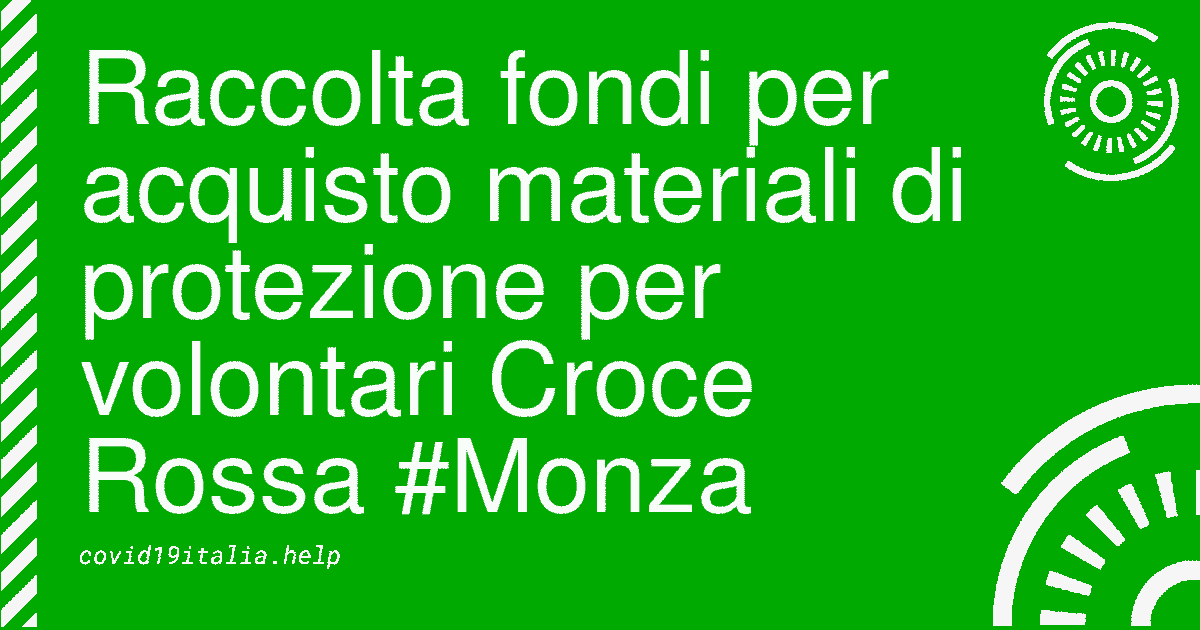 Raccolta fondi per
acquisto materiali di
protezione per
volontari Croce
Rossa #Monza
covid19italia.help